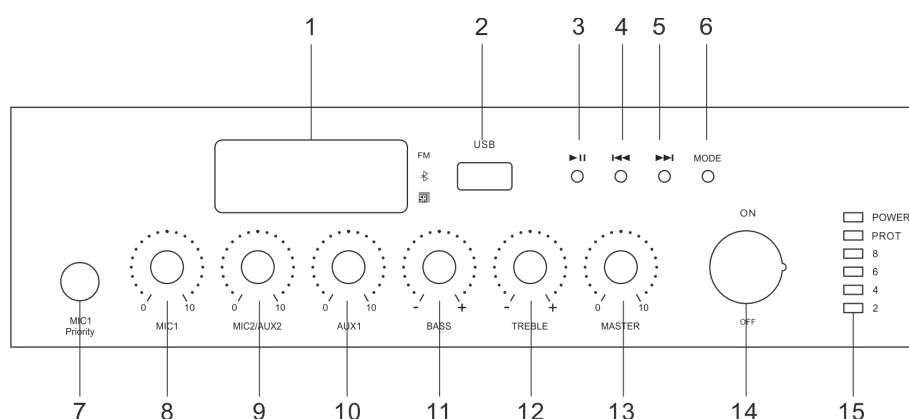 1 2 3 4 5 6
USB
FM
MODE
ON
POWER
PROT
8
6
4
2
0 10 0 10 0 10 - + - + 0 10
MIC1
Priority
MIC1 MIC2/AUX2 AUX1 BASS TREBLE MASTER
OFF
7 8 9 10 11 12 13 14 15